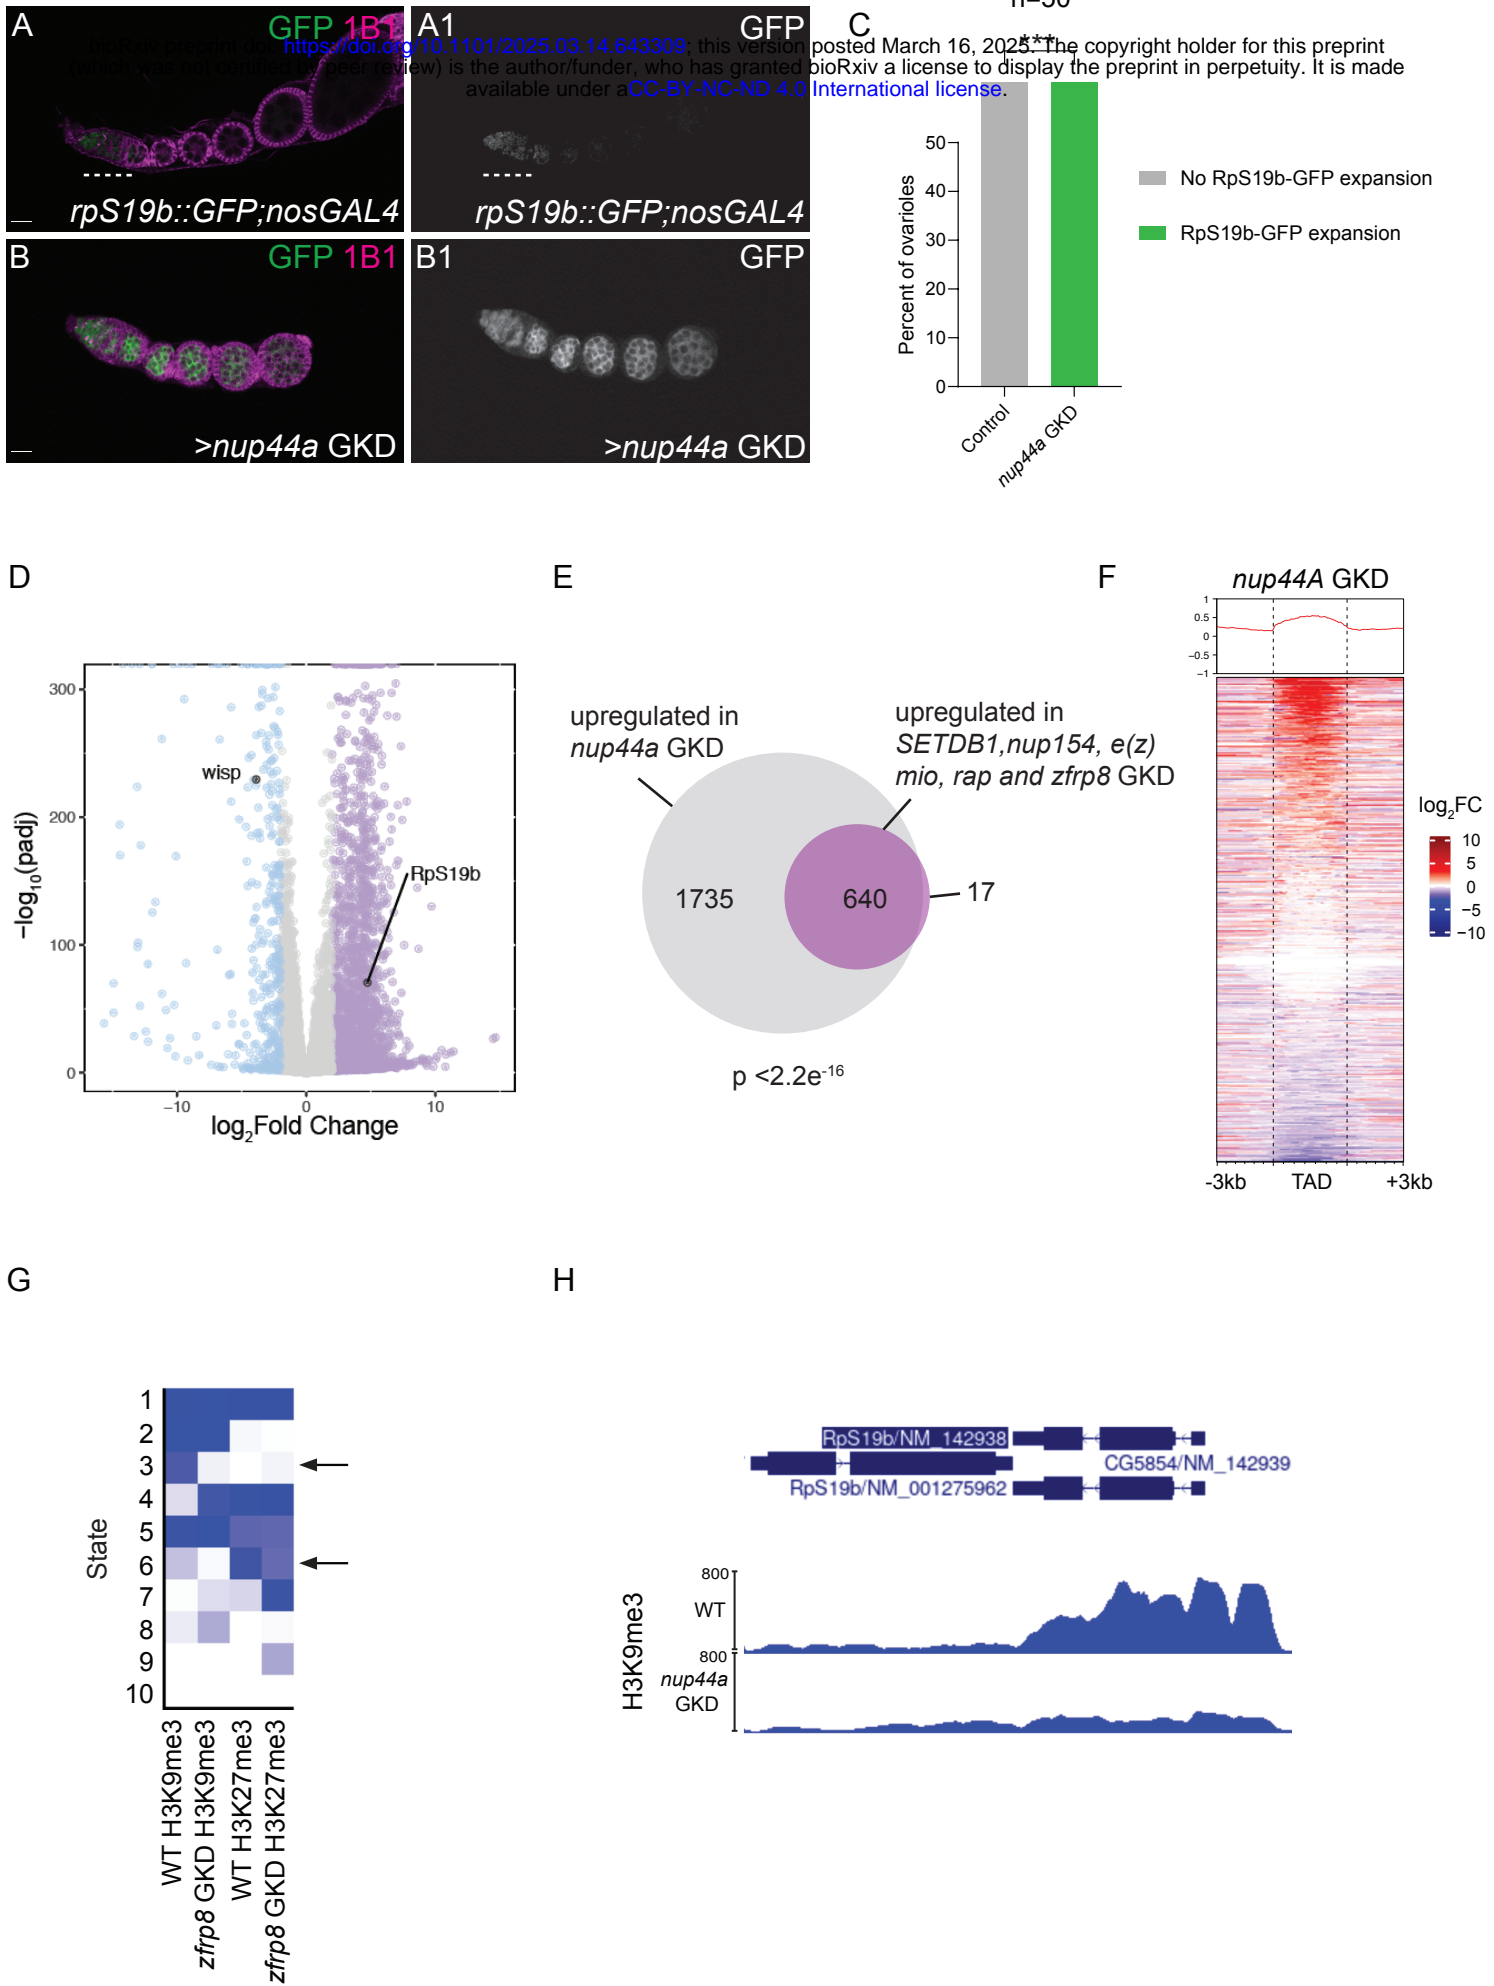 n=50
A
GFP 1B1
A1
GFP
C
***
bioRxiv preprint doi: https://doi.org/10.1101/2025.03.14.643309; this version posted March 16, 2025. The copyright holder for this preprint
(which was not certified by peer review) is the author/funder, who has granted bioRxiv a license to display the preprint in perpetuity. It is made
available under aCC-BY-NC-ND 4.0 International license.
rpS19b::GFP;nosGAL4
rpS19b::GFP;nosGAL4
B
GFP 1B1
B1
GFP
>nup44a GKD
>nup44a GKD
Percent of ovarioles
50
40
30
20
10
0
Control
nup44a GKD
No RpS19b-GFP expansion
RpS19b-GFP expansion
D
–log10(padj)
300
200
100
0
wisp
RpS19b
−10
0
10
log2Fold Change
E
upregulated in
nup44a GKD
upregulated in
SETDB1,nup154, e(z)
mio, rap and zfrp8 GKD
1735
640
17
p <2.2e-16
F
nup44A GKD
1
0.5
0
−0.5
−1
log2FC
10
5
0
−5
−10
-3kb
TAD
+3kb
G
State
1
2
3
4
5
6
7
8
9
10
WT H3K9me3
zfrp8 GKD H3K9me3
WT H3K27me3
zfrp8 GKD H3K27me3
H
RpS19b/NM_142938
CG5854/NM_142939
RpS19b/NM_001275962
H3K9me3
800
WT
800
nup44a
GKD